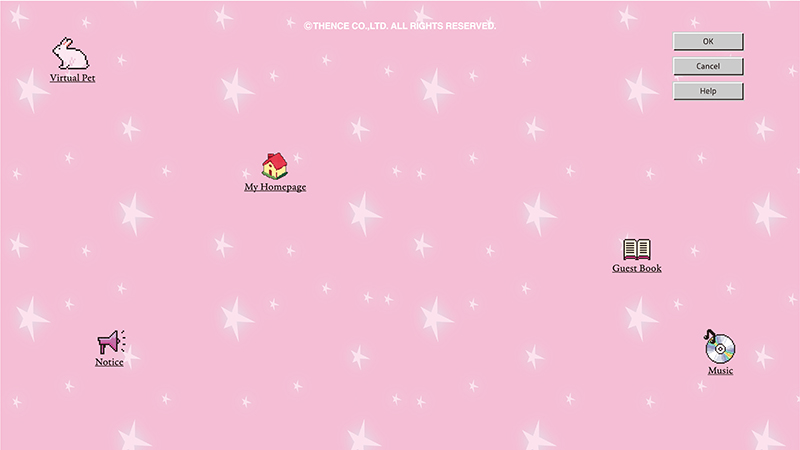 ©THENCE CO.,LTD. ALL RIGHTS RESERVED.
OK
Cancel
Help
Virtual Pet
My Homepage
Guest Book
Notice
Music